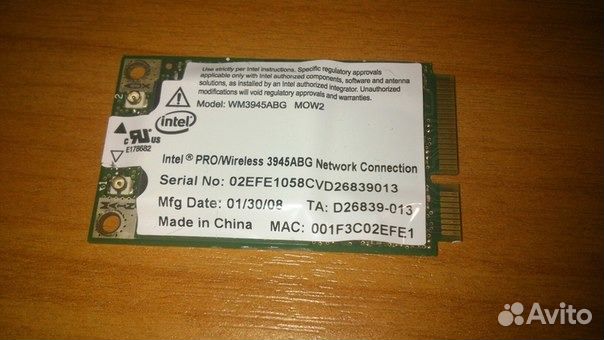 Use strictly per Intel instructions. Specific regulatory approvals
applicable only with Intel authorized components, software and antenna
solutions, as installed by an Intel authorized integrator. Unauthorized
modifications will void regulatory approvals and warranties.
Model: WM3945ABG MOW2
intel
2
c RU US
E178682
Intel® PRO/Wireless 3945ABG Network Connection
Serial No: 02EFE1058CVD26839013
Mfg Date: 01/30/08 TA: D26839-013
Made in China MAC: 001F3C02EFE1
MAIN
Avito